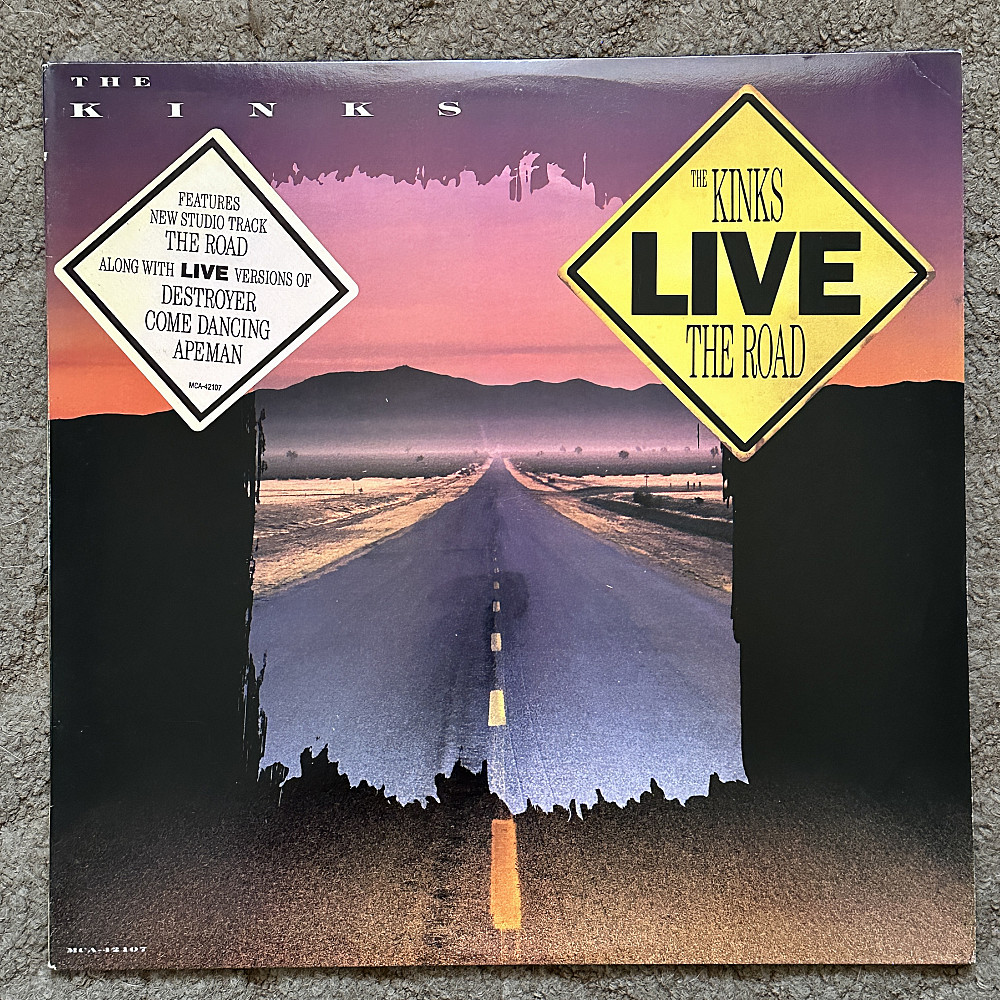 THE
KINKS
FEATURES
NEW STUDIO TRACK
THE ROAD
ALONG WITH LIVE VERSIONS OF
DESTROYER
COME DANCING
APEMAN
MCA-42107
THE KINKS
LIVE
THE ROAD
MCA-42107